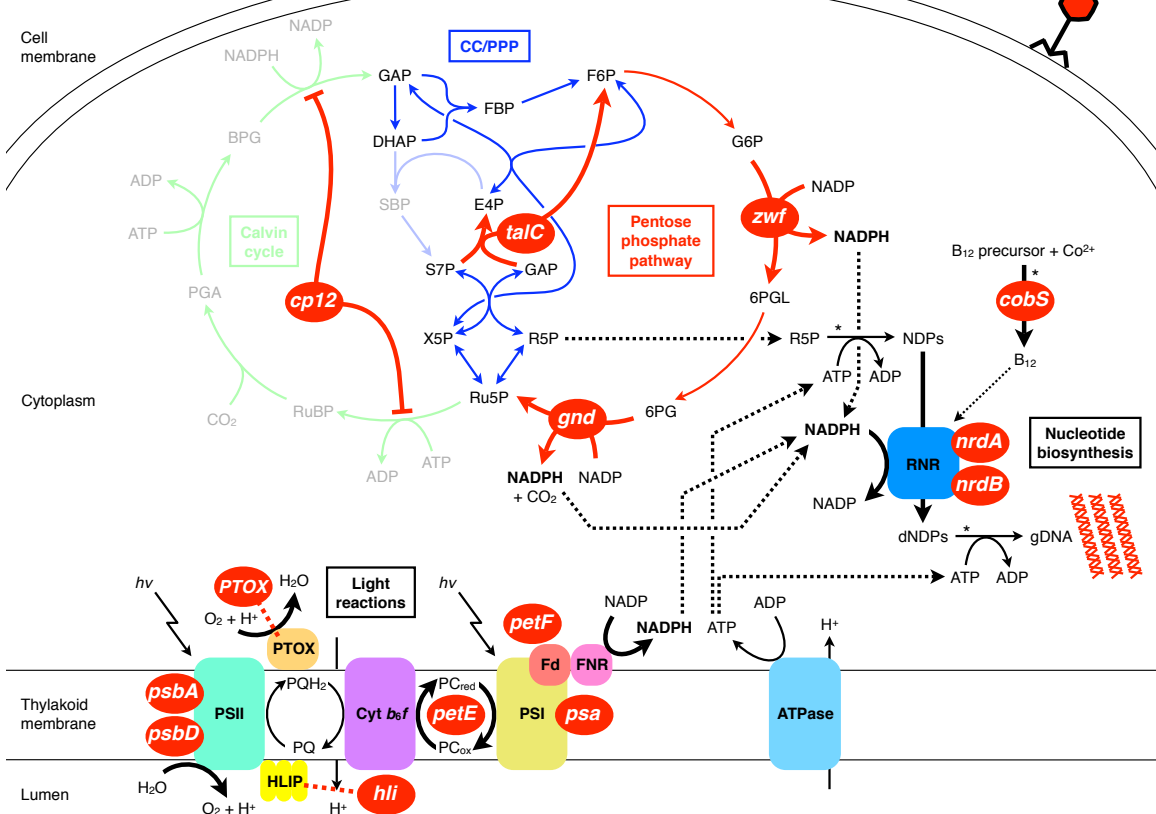 Cell
membrane
NADP
NADPH
CC/PPP
GAP
F6P
FBP
BPG
DHAP
G6P
ADP
SBP
E4P
NADP
ATP
Calvin
cycle
talC
Pentose
phosphate
pathway
zwf
NADPH
B₁₂ precursor + Co²⁺
*
S7P
GAP
PGA
cp12
6PGL
cobS
X5P
R5P
R5P
*
NDPs
B₁₂
ATP
ADP
Cytoplasm
CO₂
RuBP
Ru5P
gnd
6PG
NADPH
nrdA
Nucleotide
biosynthesis
RNR
nrdB
ADP
ATP
NADPH
+ CO₂
NADP
NADP
dNDPs
*
gDNA
ATP
ADP
hv
PTOX
H₂O
Light
reactions
hv
O₂ + H⁺
PTOX
petF
NADP
NADPH
ATP
ADP
H⁺
Fd
FNR
Thylakoid
membrane
psbA
psbD
PSII
PQH₂
PQ
Cyt b₆f
PCred
petE
PCox
PSI
psa
ATPase
Lumen
H₂O
O₂ + H⁺
HLIP
H⁺
hli